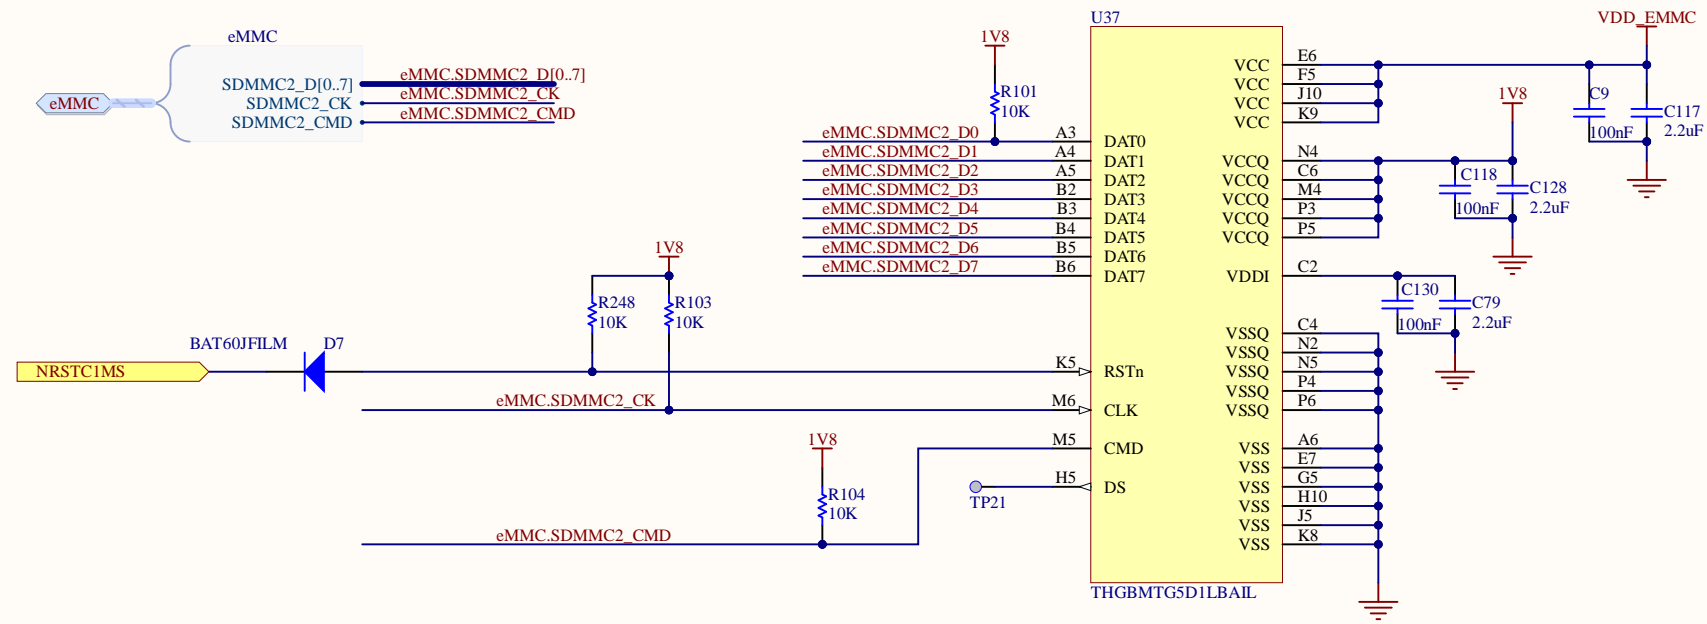 eMMC
eMMC
SDMMC2_D[0..7]
SDMMC2_CK
SDMMC2_CMD
eMMC.SDMMC2_D[0..7]
eMMC.SDMMC2_CK
eMMC.SDMMC2_CMD
1V8
R101
10K
eMMC.SDMMC2_D0
eMMC.SDMMC2_D1
eMMC.SDMMC2_D2
eMMC.SDMMC2_D3
eMMC.SDMMC2_D4
eMMC.SDMMC2_D5
eMMC.SDMMC2_D6
eMMC.SDMMC2_D7
A3
A4
A5
B2
B3
B4
B5
B6
1V8
R248
10K
R103
10K
BAT60JFILM
D7
NRSTC1MS
eMMC.SDMMC2_CK
1V8
R104
10K
eMMC.SDMMC2_CMD
K5
M6
M5
H5
TP21
U37
DAT0
DAT1
DAT2
DAT3
DAT4
DAT5
DAT6
DAT7
RSTn
CLK
CMD
DS
VCC
VCC
VCC
VCC
VCCQ
VCCQ
VCCQ
VCCQ
VCCQ
VDDI
VSSQ
VSSQ
VSSQ
VSSQ
VSSQ
VSS
VSS
VSS
VSS
VSS
VSS
THGBMTG5D1LBAIL
E6
F5
J10
K9
N4
C6
M4
P3
P5
C2
C4
N2
N5
P4
P6
A6
E7
G5
H10
J5
K8
VDD_EMMC
C9
100nF
C117
2.2uF
1V8
C118
100nF
C128
2.2uF
C130
100nF
C79
2.2uF